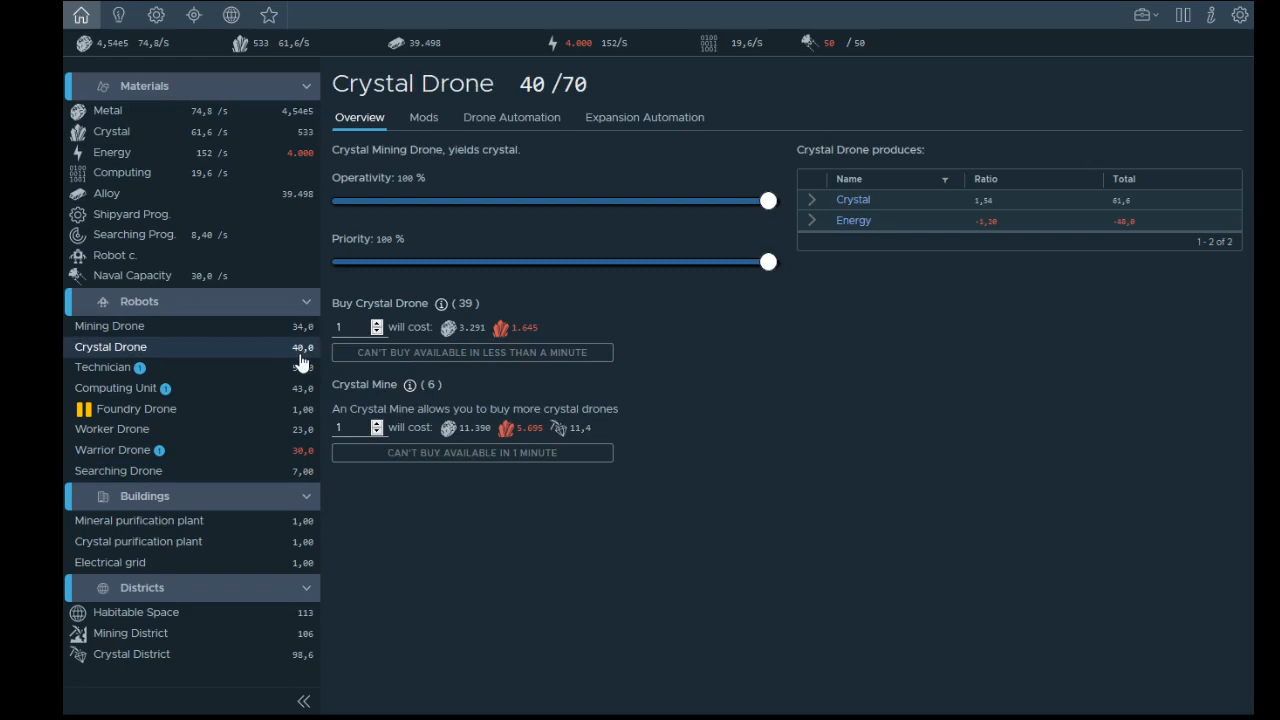 4,54e5 74,8/S 533 61,6/S 39.498 4.000 152/S 0100 0011 1001 19,6/S 50 / 50
Materials
Metal 74,8 /s 4,54e5
Crystal 61,6 /s 533
Energy 152 /s 4.000
0100 0011 1001 Computing 19,6 /s
Alloy 39.498
Shipyard Prog.
Searching Prog. 8,40 /s
Robot c.
Naval Capacity 30,0 /s
Robots
Mining Drone 34,0
Crystal Drone 40,0
Technician 1
Computing Unit 1 43,0
Foundry Drone 1,00
Worker Drone 23,0
Warrior Drone 1 30,0
Searching Drone 7,00
Buildings
Mineral purification plant 1,00
Crystal purification plant 1,00
Electrical grid 1,00
Districts
Habitable Space 113
Mining District 106
Crystal District 98,6
Crystal Drone 40 /70
Overview Mods Drone Automation Expansion Automation
Crystal Mining Drone, yields crystal.
Operativity: 100 %
Priority: 100 %
Buy Crystal Drone ( 39 )
1 will cost: 3.291 1.645
CAN'T BUY AVAILABLE IN LESS THAN A MINUTE
Crystal Mine ( 6 )
An Crystal Mine allows you to buy more crystal drones
1 will cost: 11.390 5.695 11,4
CAN'T BUY AVAILABLE IN 1 MINUTE
Crystal Drone produces:
Name Ratio Total
Crystal 1,54 61,6
Energy -1,20 -48,0
1 - 2 of 2